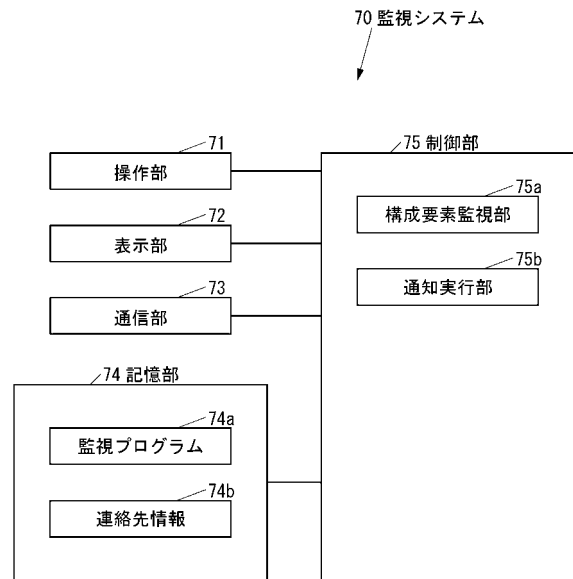 70 監視システム
71
操作部
72
表示部
73
通信部
74 記憶部
74a
監視プログラム
74b
連絡先情報
75 制御部
75a
構成要素監視部
75b
通知実行部